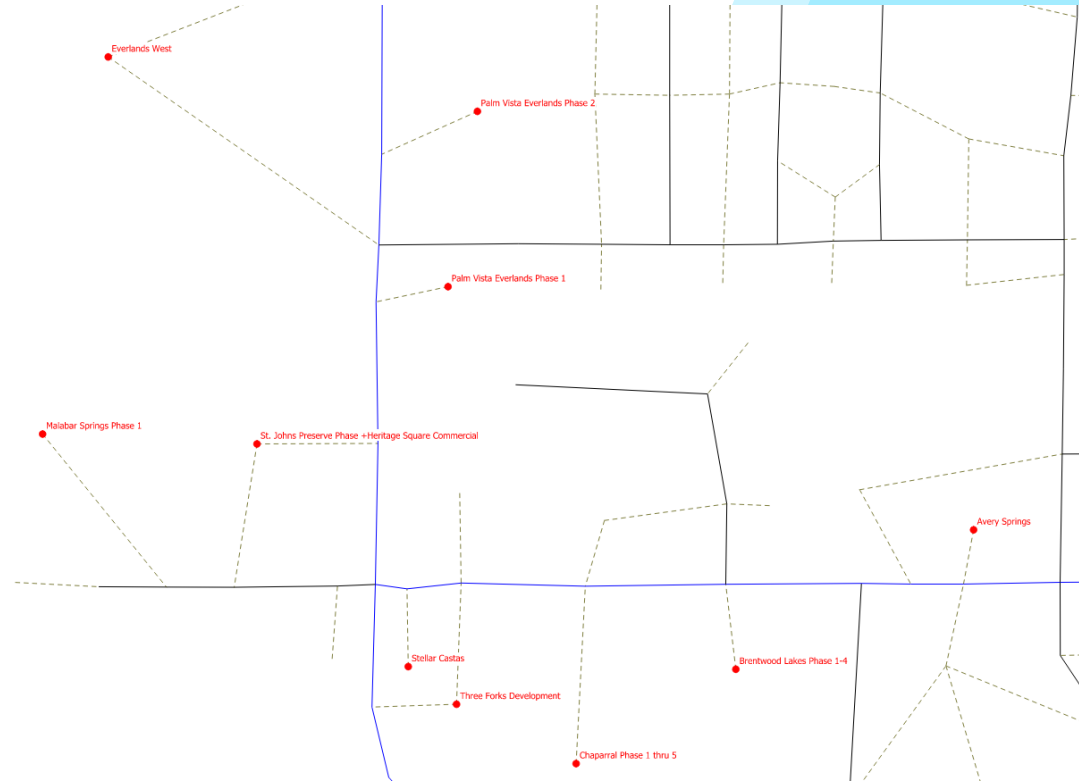 Everlands West
Palm Vista Everlands Phase 2
Palm Vista Everlands Phase 1
Malabar Springs Phase 1
St. Johns Preserve Phase +Heritage Square Commercial
Avery Springs
Stellar Castas
Brentwood Lakes Phase 1-4
Three Forks Development
Chaparral Phase 1 thru 5